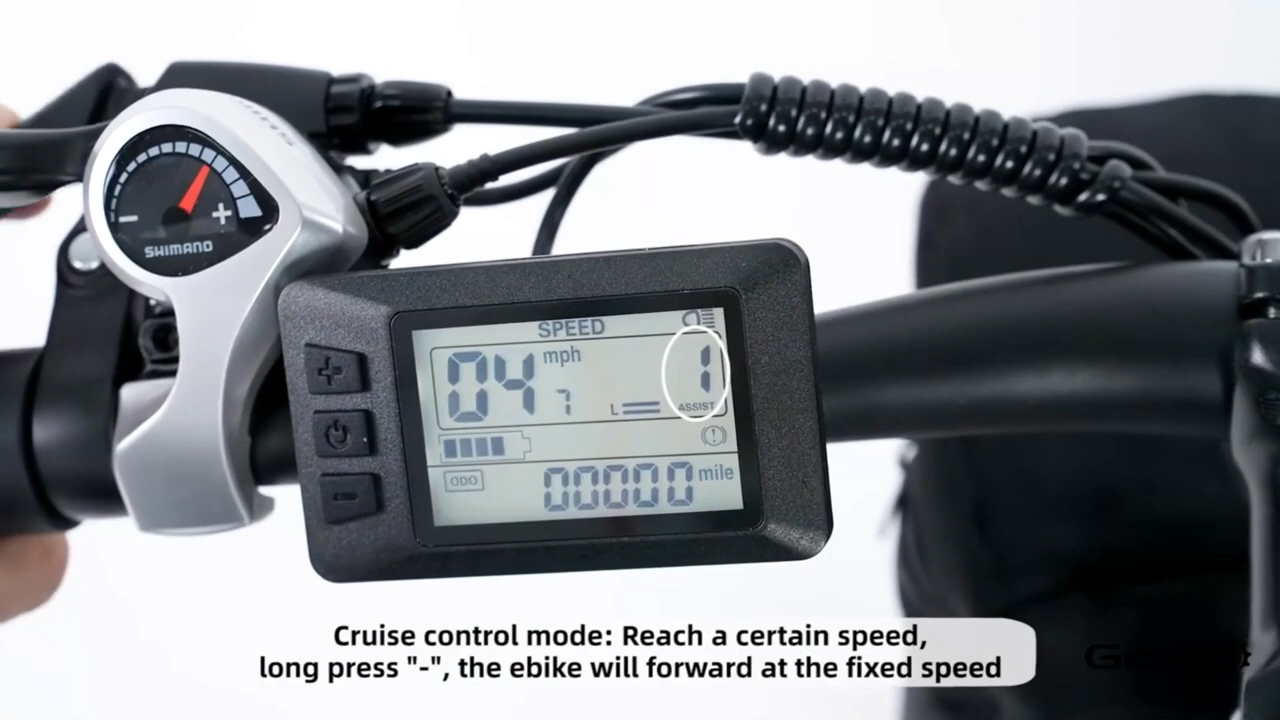 SHIMANO
SPEED
04 7 mph
1
L
ASSIST
ODO
00000 mile
Cruise control mode: Reach a certain speed,
long press "-", the ebike will forward at the fixed speed